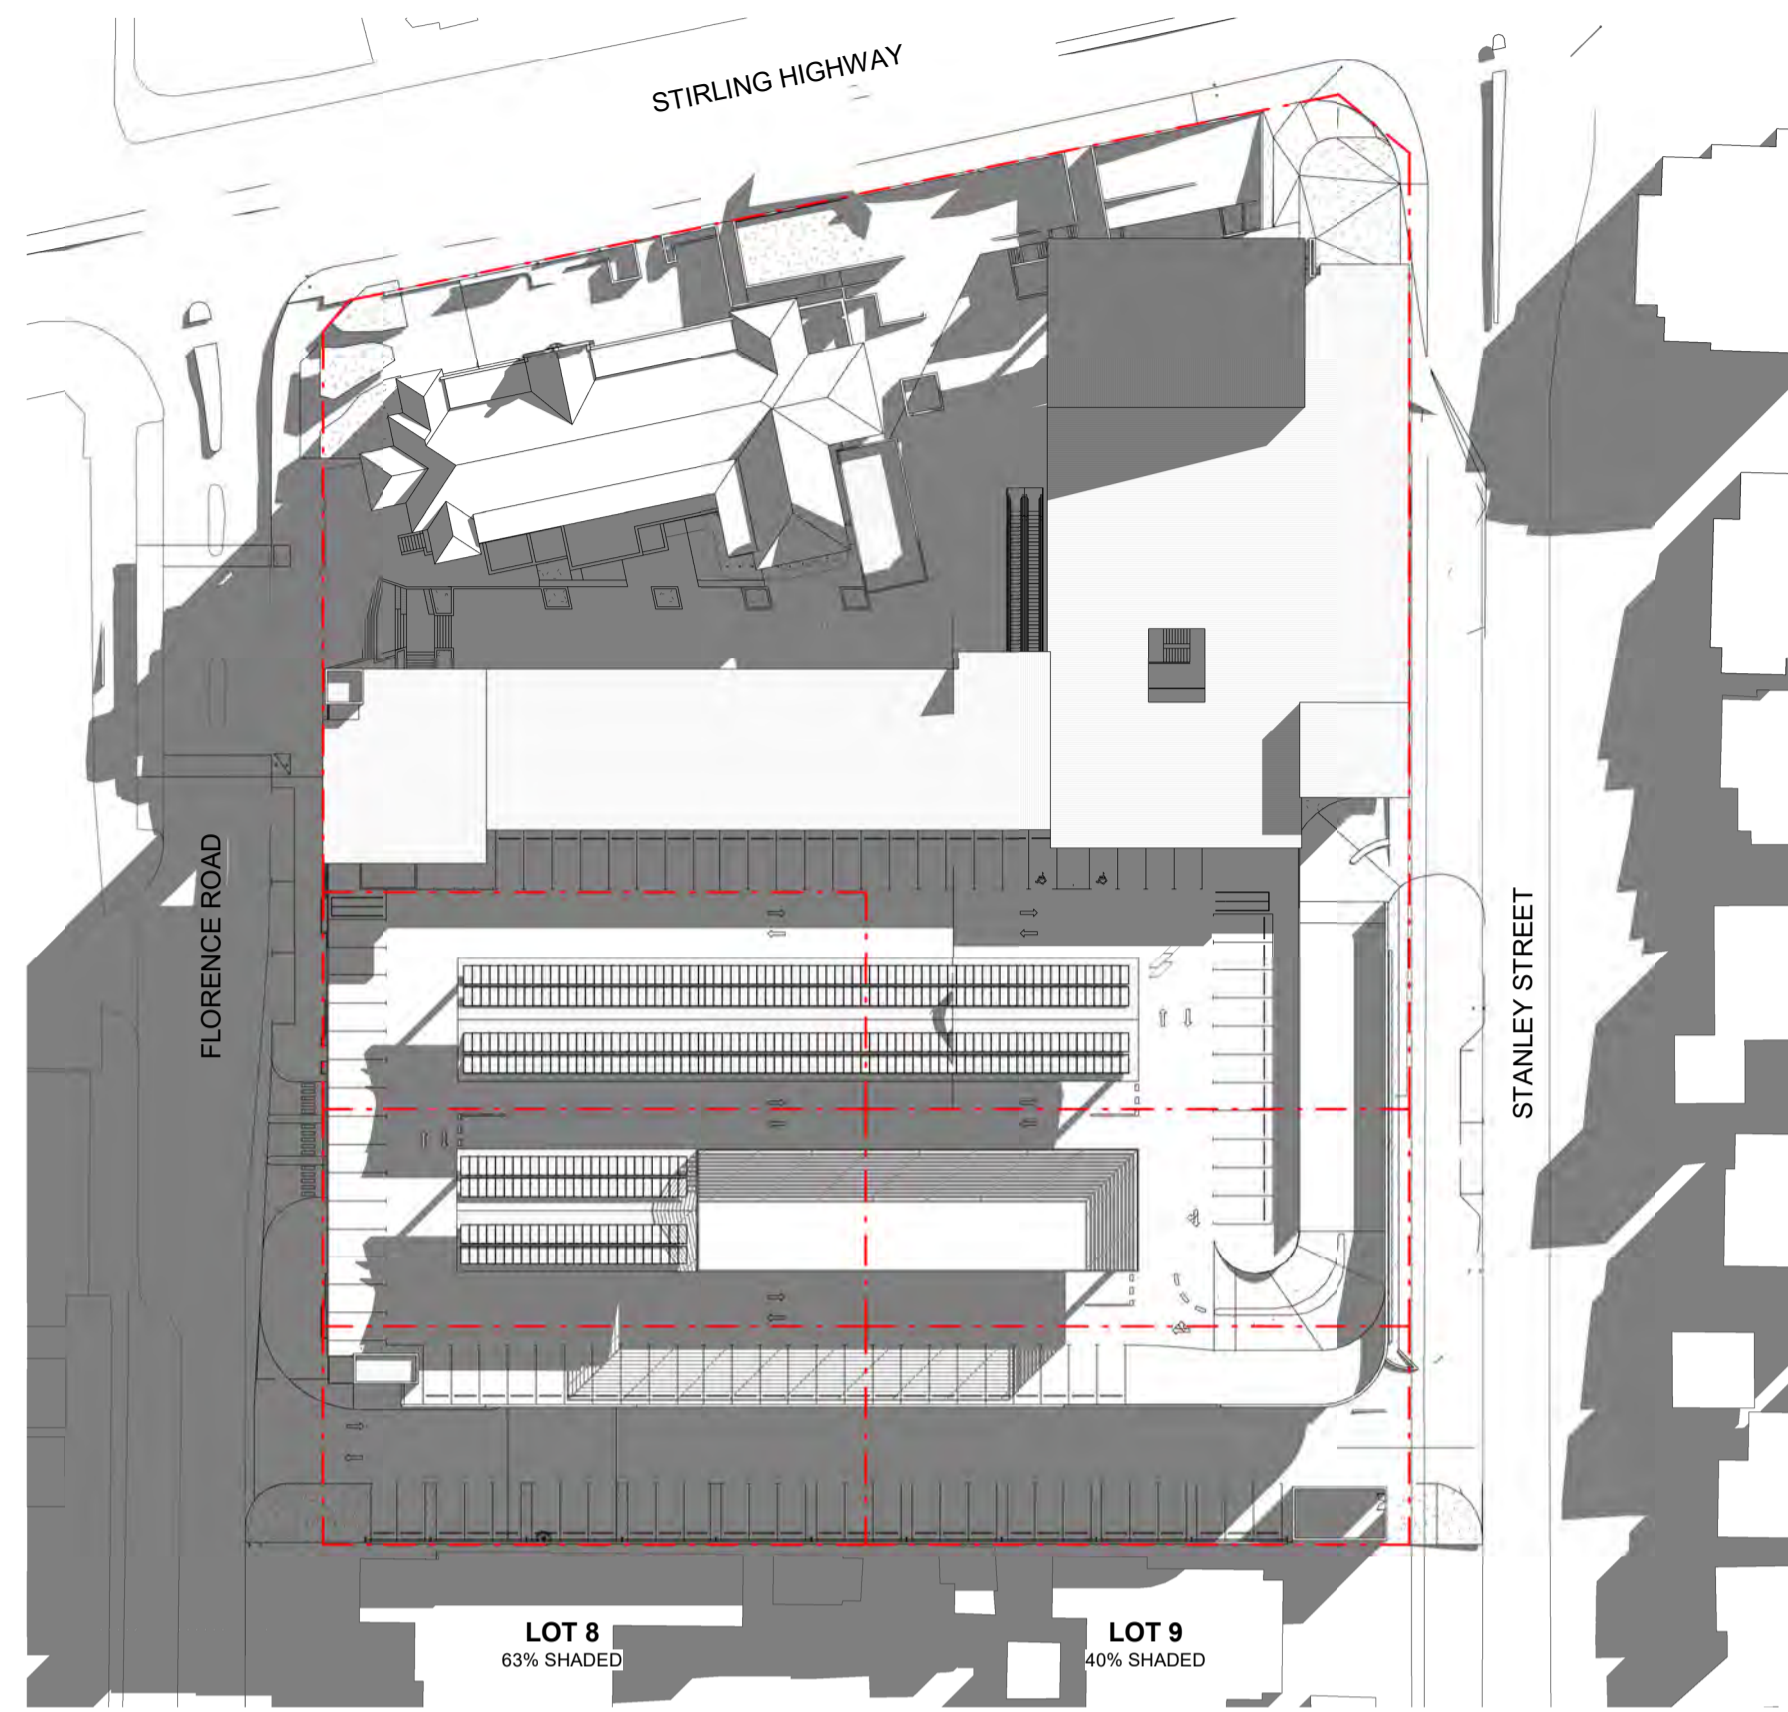 STIRLING HIGHWAY
FLORENCE ROAD
STANLEY STREET
LOT 8
63% SHADED
LOT 9
40% SHADED